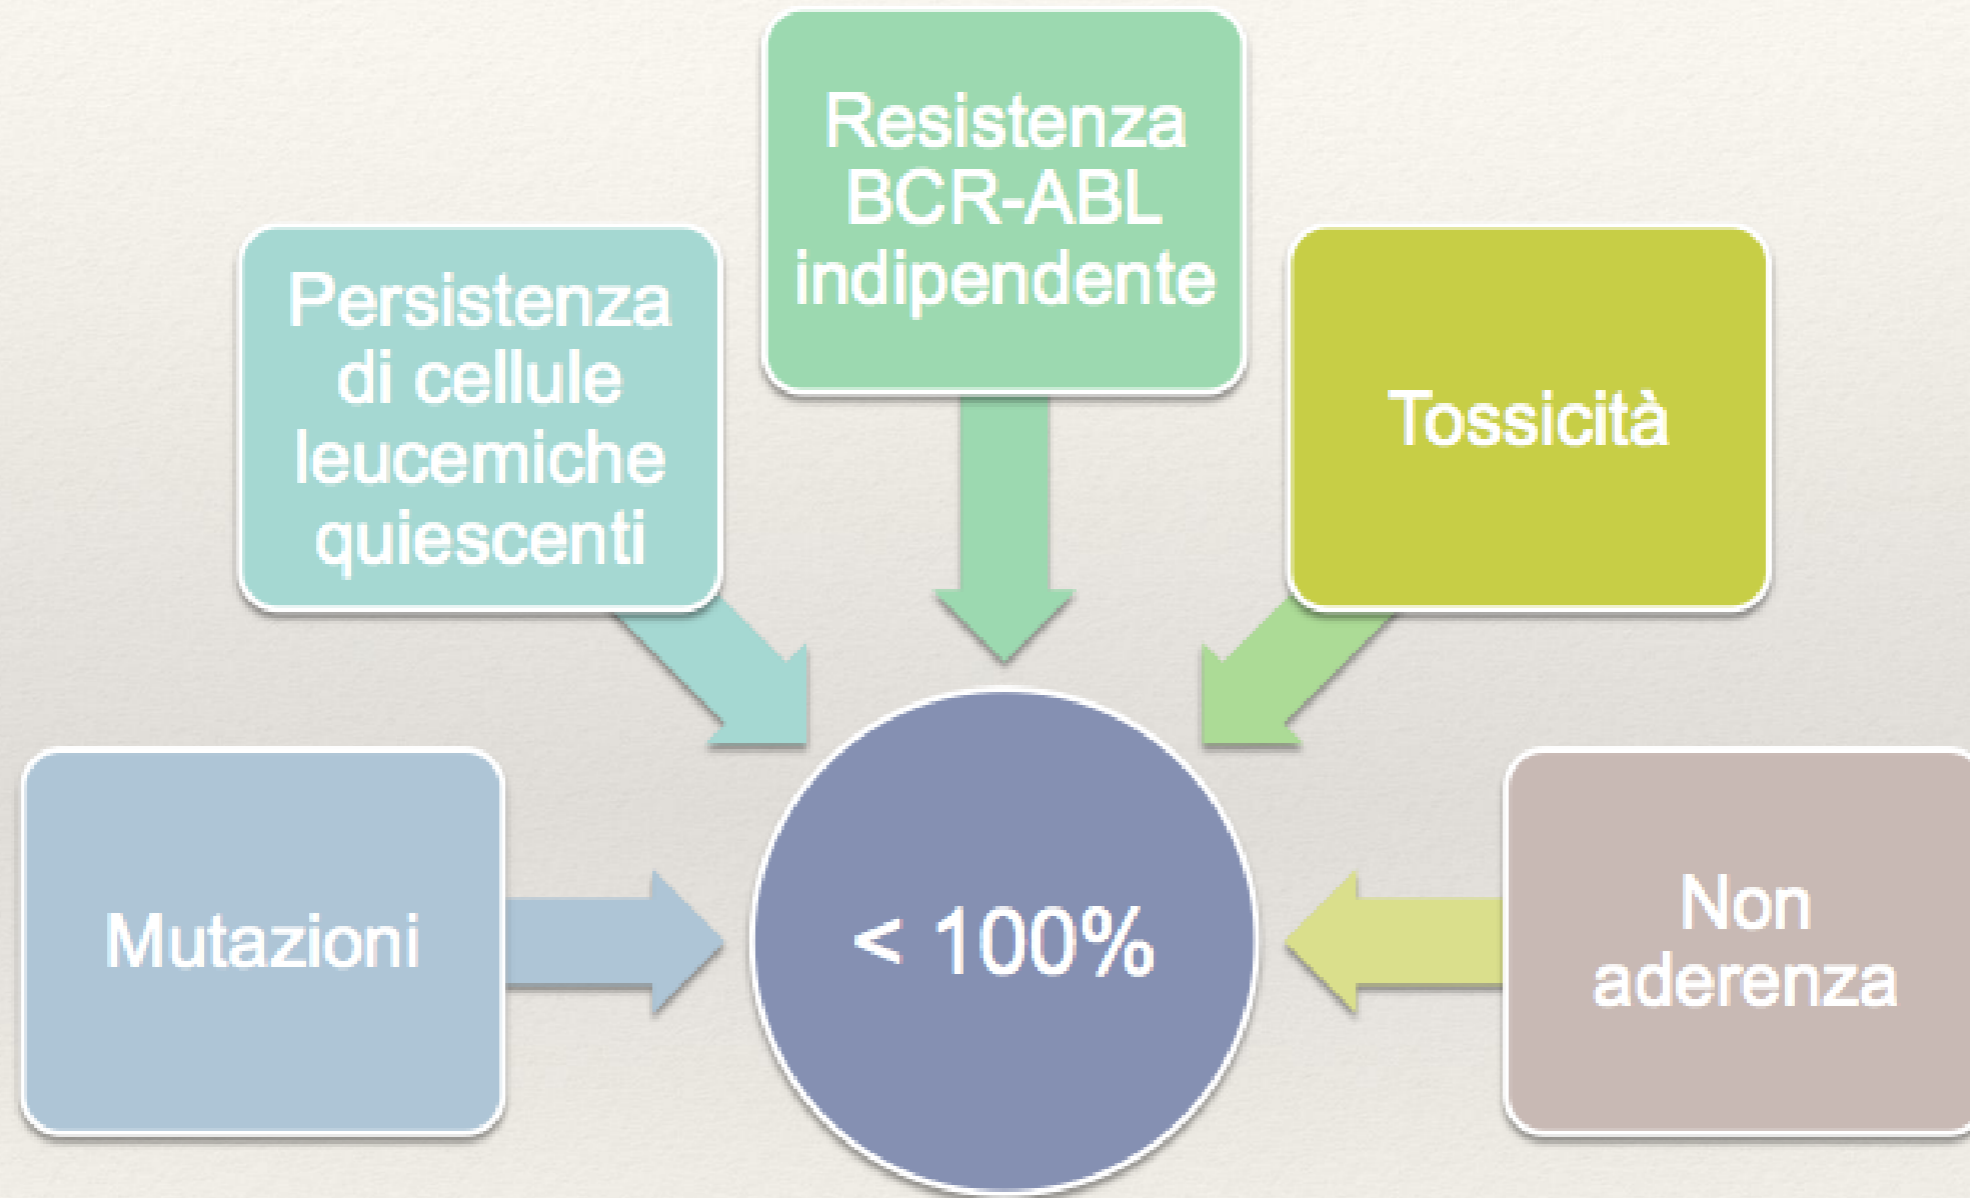 Resistenza
BCR-ABL
indipendente
Persistenza
di cellule
leucemiche
quiescenti
Tossicità
Mutazioni
< 100%
Non
aderenza